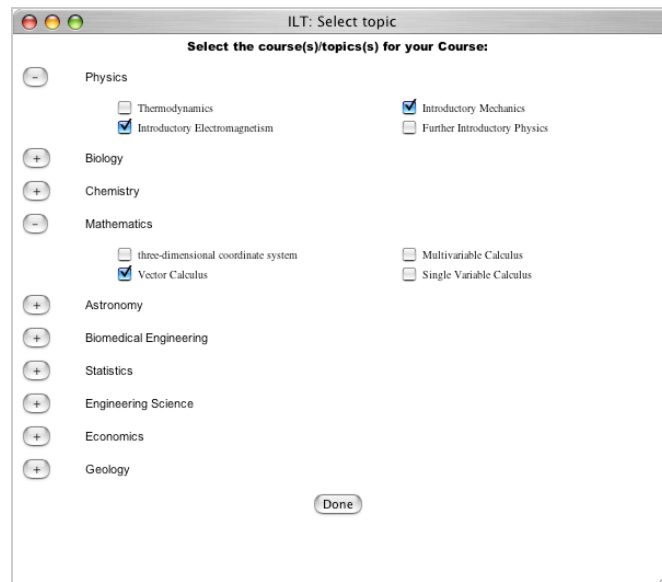 ILT: Select topic
Select the course(s)/topics(s) for your Course:
- Physics
Thermodynamics Introductory Mechanics
Introductory Electromagnetism Further Introductory Physics
+ Biology
+ Chemistry
- Mathematics
three-dimensional coordinate system Multivariable Calculus
Vector Calculus Single Variable Calculus
+ Astronomy
+ Biomedical Engineering
+ Statistics
+ Engineering Science
+ Economics
+ Geology
Done